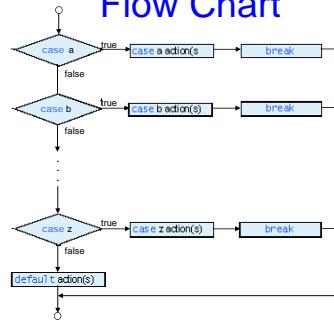 Flow Chart
case a
true
case a action(s
break
false
case b
true
case b action(s)
break
false
.
.
.
case z
true
case z action(s)
break
false
default action(s)